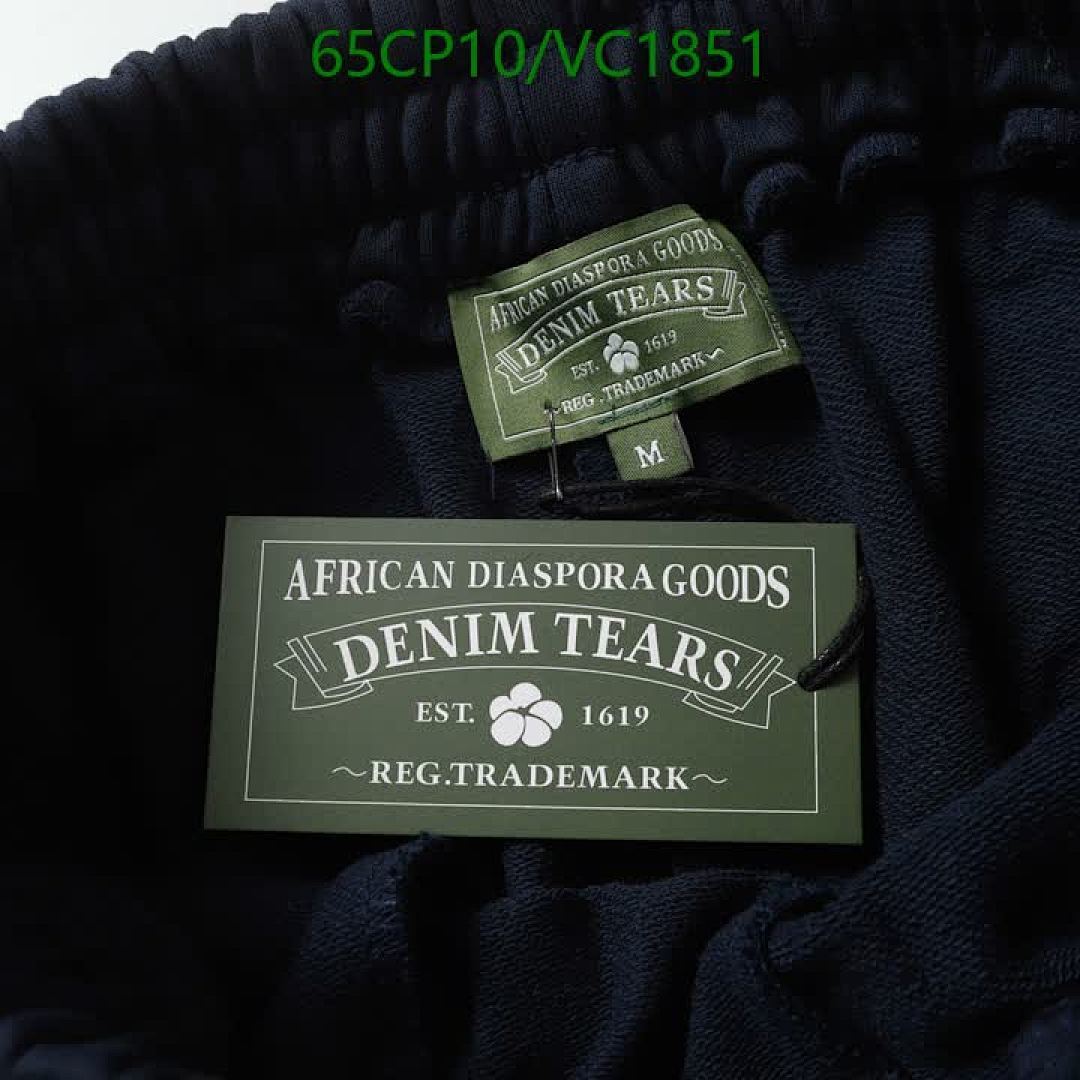 65CP10/VC1851
AFRICAN DIASPORA GOODS
DENIM TEARS
EST. 1619
REG.TRADEMARK
M
AFRICAN DIASPORA GOODS
DENIM TEARS
EST. 1619
~REG.TRADEMARK~